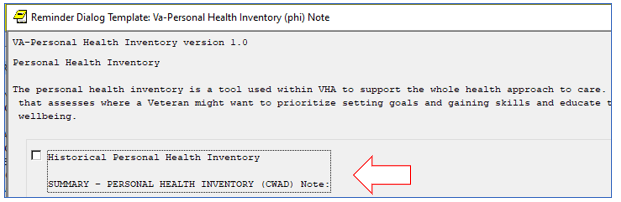 Reminder Dialog Template: Va-Personal Health Inventory (phi) Note
VA-Personal Health Inventory version 1.0
Personal Health Inventory
The personal health inventory is a tool used within VHA to support the whole health approach to care.
that assesses where a Veteran might want to prioritize setting goals and gaining skills and educate
wellbeing.
Historical Personal Health Inventory
SUMMARY - PERSONAL HEALTH INVENTORY (CWAD) Note: